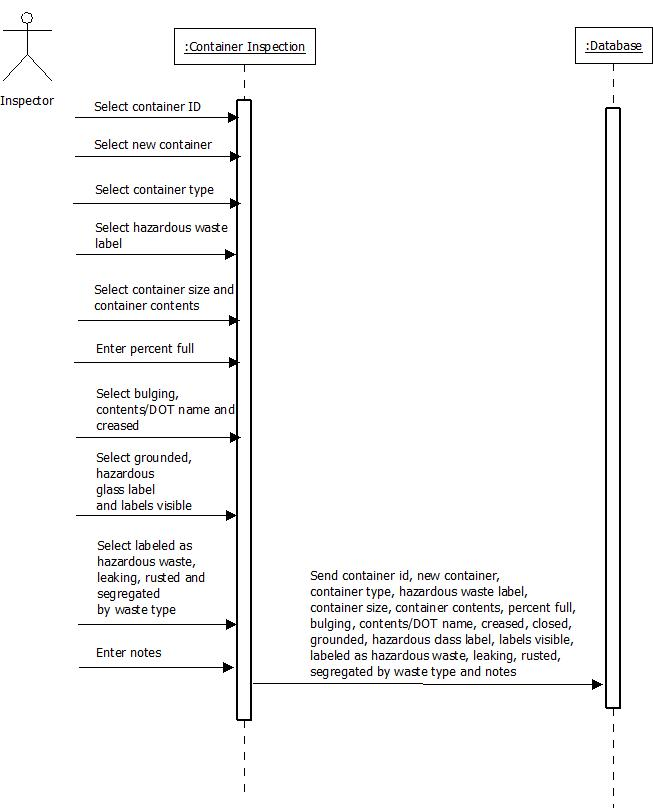 :Container Inspection
:Database
Inspector
Select container ID
Select new container
Select container type
Select hazardous waste
label
Select container size and
container contents
Enter percent full
Select bulging,
contents/DOT name and
creased
Select grounded,
hazardous
glass label
and labels visible
Select labeled as
hazardous waste,
leaking, rusted and
segregated
by waste type
Enter notes
Send container id, new container,
container type, hazardous waste label,
container size, container contents, percent full,
bulging, contents/DOT name, creased, closed,
grounded, hazardous class label, labels visible,
labeled as hazardous waste, leaking, rusted,
segregated by waste type and notes